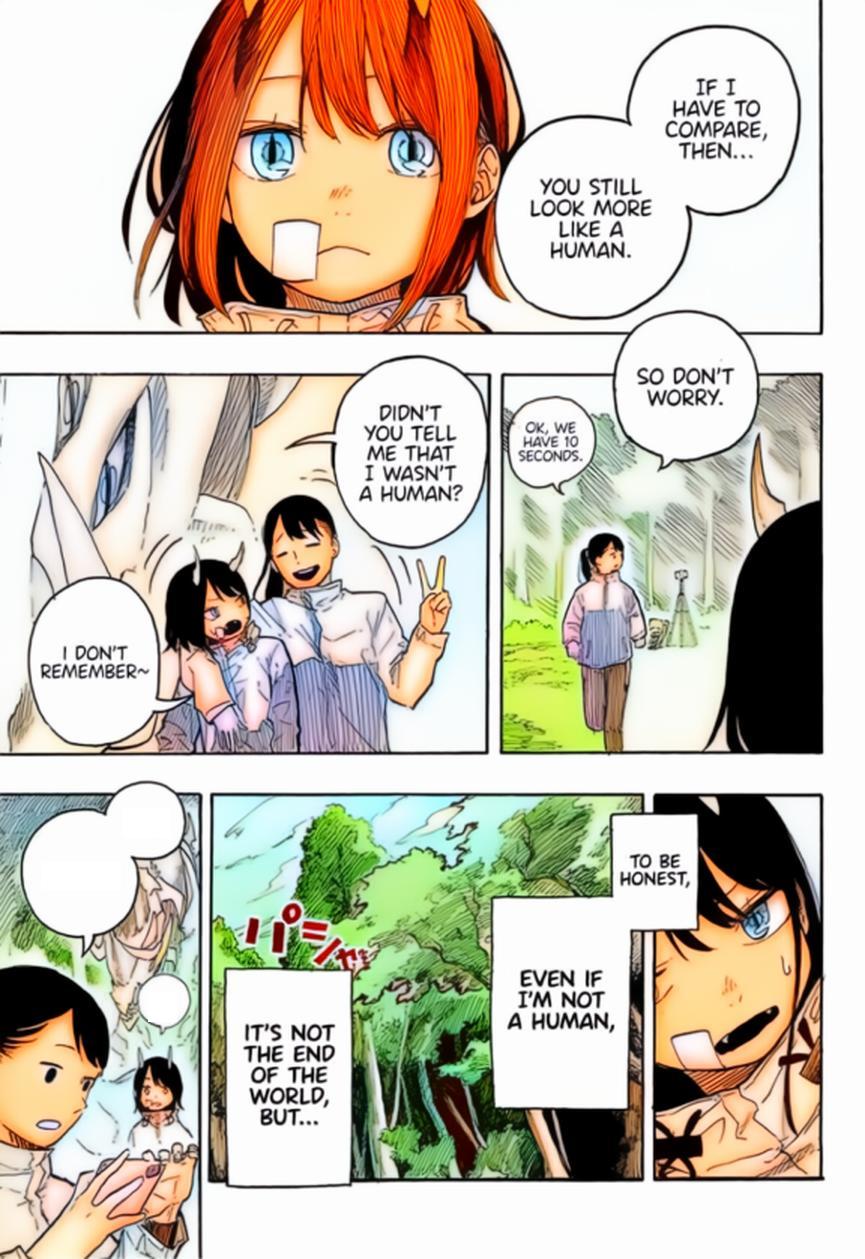 IF I
HAVE TO
COMPARE,
THEN...
YOU STILL
LOOK MORE
LIKE A
HUMAN.
SO DON'T
WORRY.
OK, WE
HAVE 10
SECONDS.
DIDN'T
YOU TELL
ME THAT
I WASN'T
A HUMAN?
I DON'T
REMEMBER~
TO BE
HONEST,
EVEN IF
I'M NOT
A HUMAN,
パシャ
IT'S NOT
THE END
OF THE
WORLD,
BUT...